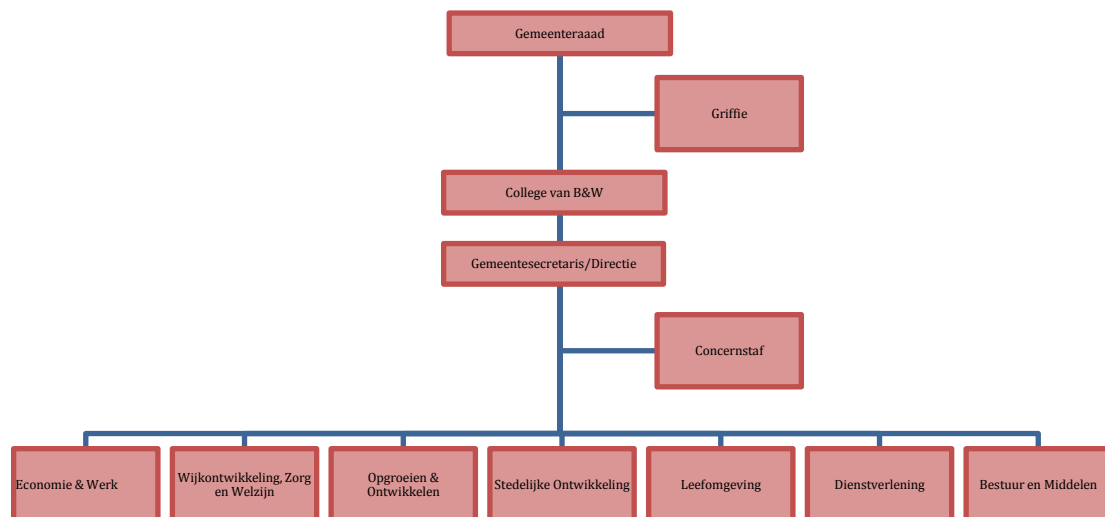 Gemeenteraaad
Griffie
College van B&W
Gemeentesecretaris/Directie
Concernstaf
Economie & Werk
Wijkontwikkeling, Zorg
en Welzijn
Opgroeien &
Ontwikkelen
Stedelijke Ontwikkeling
Leefomgeving
Dienstverlening
Bestuur en Middelen